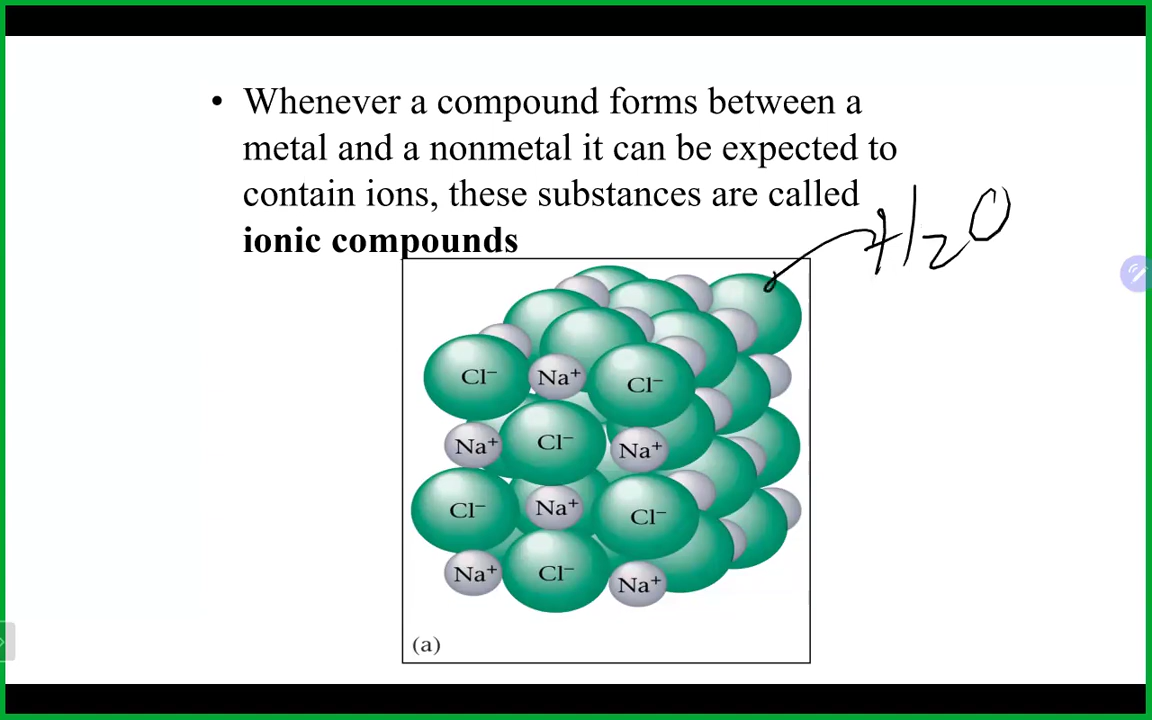 • Whenever a compound forms between a
metal and a nonmetal it can be expected to
contain ions, these substances are called
ionic compounds
H2O
Cl⁻ Na⁺ Cl⁻
Na⁺ Cl⁻ Na⁺
Cl⁻ Na⁺ Cl⁻
Na⁺ Cl⁻ Na⁺
(a)